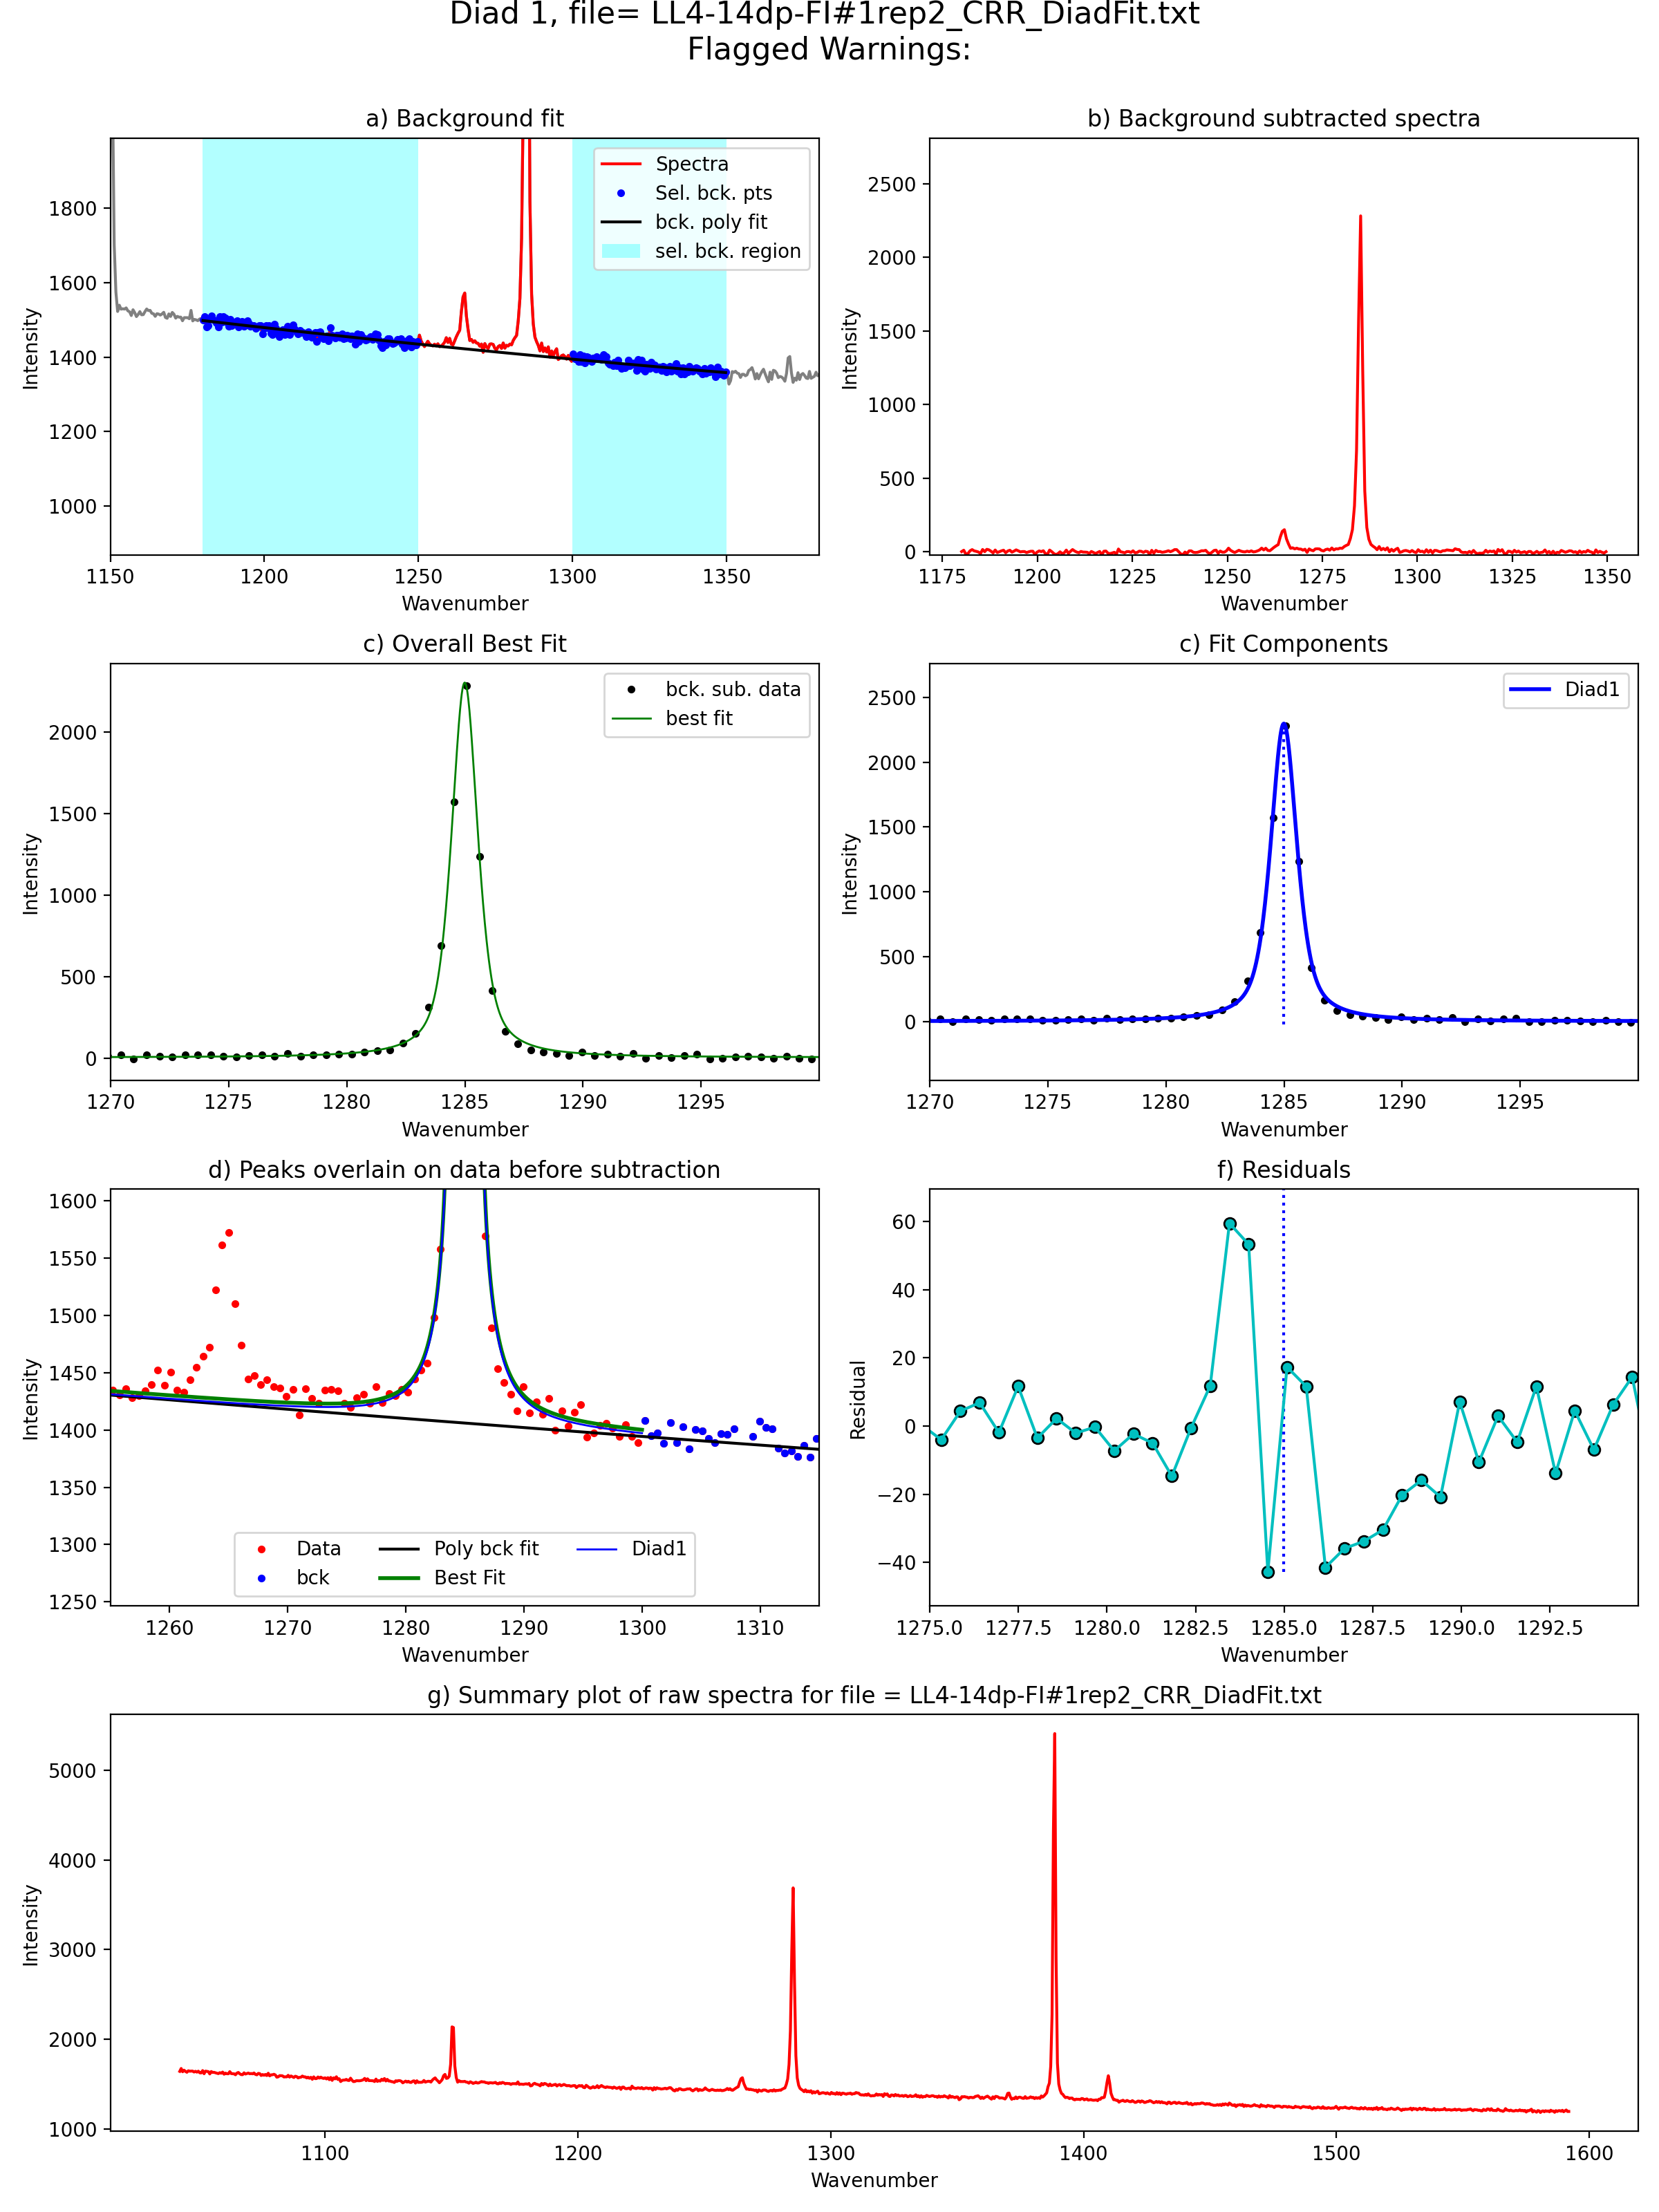 Diad 1, file= LL4-14dp-FI#1rep2_CRR_DiadFit.txt
Flagged Warnings:
a) Background fit
Intensity
1800
1600
1400
1200
1000
Spectra
Sel. bck. pts
bck. poly fit
sel. bck. region
1150 1200 1250 1300 1350
Wavenumber
b) Background subtracted spectra
Intensity
2500
2000
1500
1000
500
0
1175 1200 1225 1250 1275 1300 1325 1350
Wavenumber
c) Overall Best Fit
Intensity
2000
1500
1000
500
0
bck. sub. data
best fit
1270 1275 1280 1285 1290 1295
Wavenumber
c) Fit Components
Intensity
2500
2000
1500
1000
500
0
Diad1
1270 1275 1280 1285 1290 1295
Wavenumber
d) Peaks overlain on data before subtraction
Intensity
1600
1550
1500
1450
1400
1350
1300
1250
Data Poly bck fit Diad1
bck Best Fit
1260 1270 1280 1290 1300 1310
Wavenumber
f) Residuals
Residual
60
40
20
0
−20
−40
1275.0 1277.5 1280.0 1282.5 1285.0 1287.5 1290.0 1292.5
Wavenumber
g) Summary plot of raw spectra for file = LL4-14dp-FI#1rep2_CRR_DiadFit.txt
Intensity
5000
4000
3000
2000
1000
1100 1200 1300 1400 1500 1600
Wavenumber